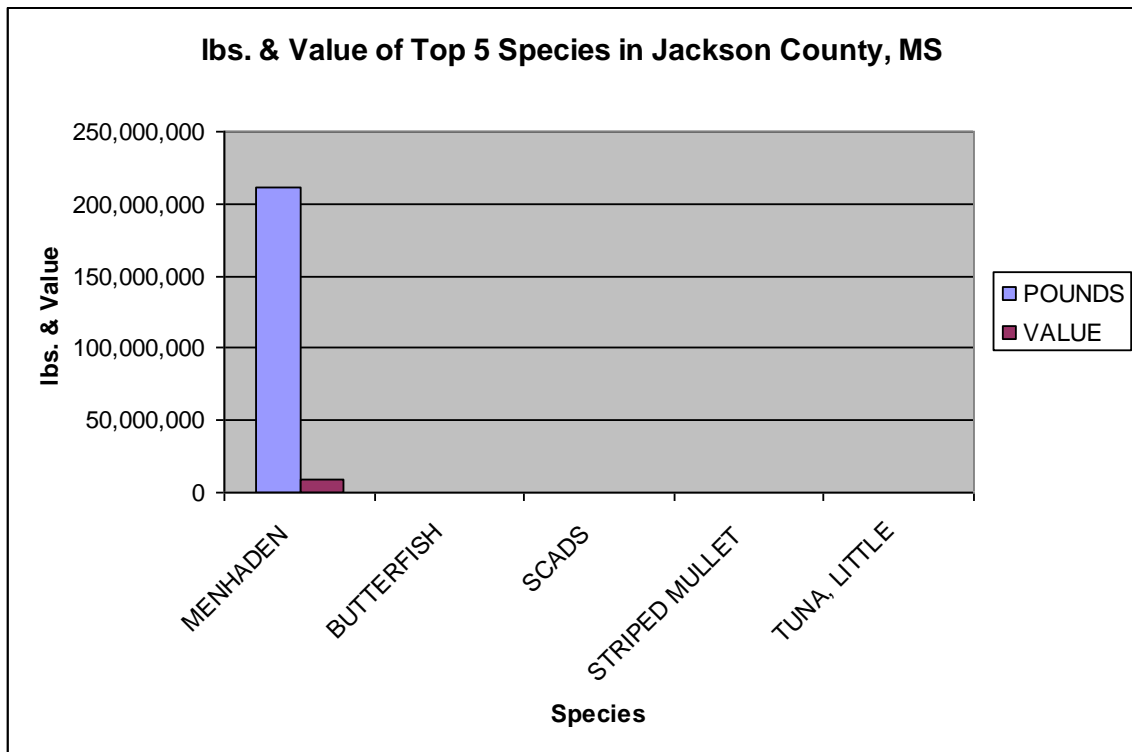 lbs. & Value of Top 5 Species in Jackson County, MS
250,000,000
200,000,000
150,000,000
100,000,000
50,000,000
0
lbs. & Value
MENHADEN
BUTTERFISH
SCADS
STRIPED MULLET
TUNA, LITTLE
Species
POUNDS
VALUE